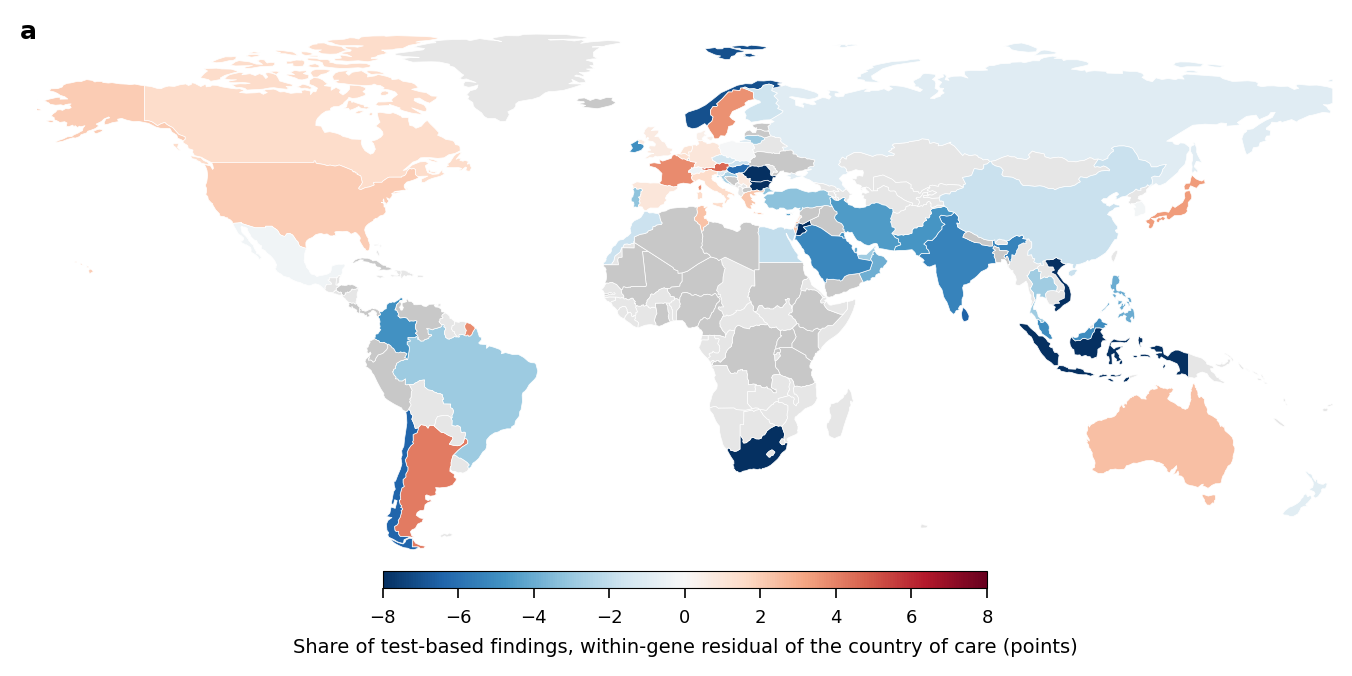 a
−8 −6 −4 −2 0 2 4 6 8
Share of test-based findings, within-gene residual of the country of care (points)